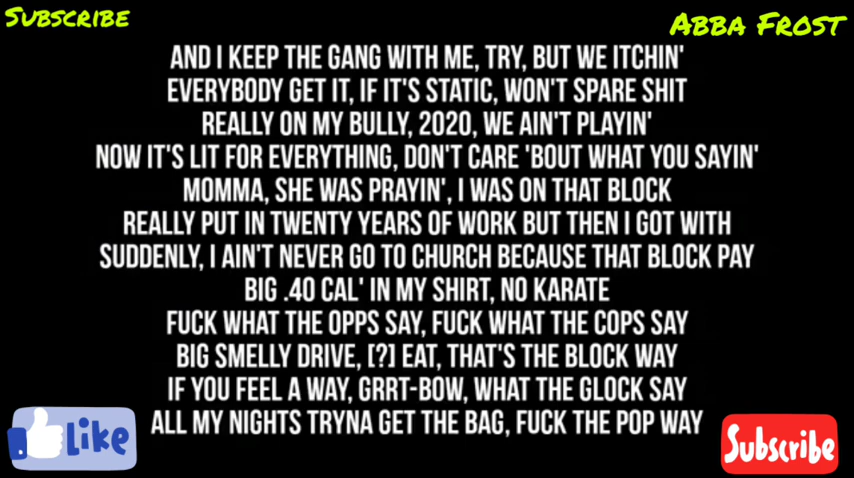 Subscribe
Abba Frost
AND I KEEP THE GANG WITH ME, TRY, BUT WE ITCHIN'
EVERYBODY GET IT, IF IT'S STATIC, WON'T SPARE SHIT
REALLY ON MY BULLY, 2020, WE AIN'T PLAYIN'
NOW IT'S LIT FOR EVERYTHING, DON'T CARE 'BOUT WHAT YOU SAYIN'
MOMMA, SHE WAS PRAYIN', I WAS ON THAT BLOCK
REALLY PUT IN TWENTY YEARS OF WORK BUT THEN I GOT WITH
SUDDENLY, I AIN'T NEVER GO TO CHURCH BECAUSE THAT BLOCK PAY
BIG .40 CAL' IN MY SHIRT, NO KARATE
FUCK WHAT THE OPPS SAY, FUCK WHAT THE COPS SAY
BIG SMELLY DRIVE, [?] EAT, THAT'S THE BLOCK WAY
IF YOU FEEL A WAY, GRRT-BOW, WHAT THE GLOCK SAY
ALL MY NIGHTS TRYNA GET THE BAG, FUCK THE POP WAY
Like
Subscribe